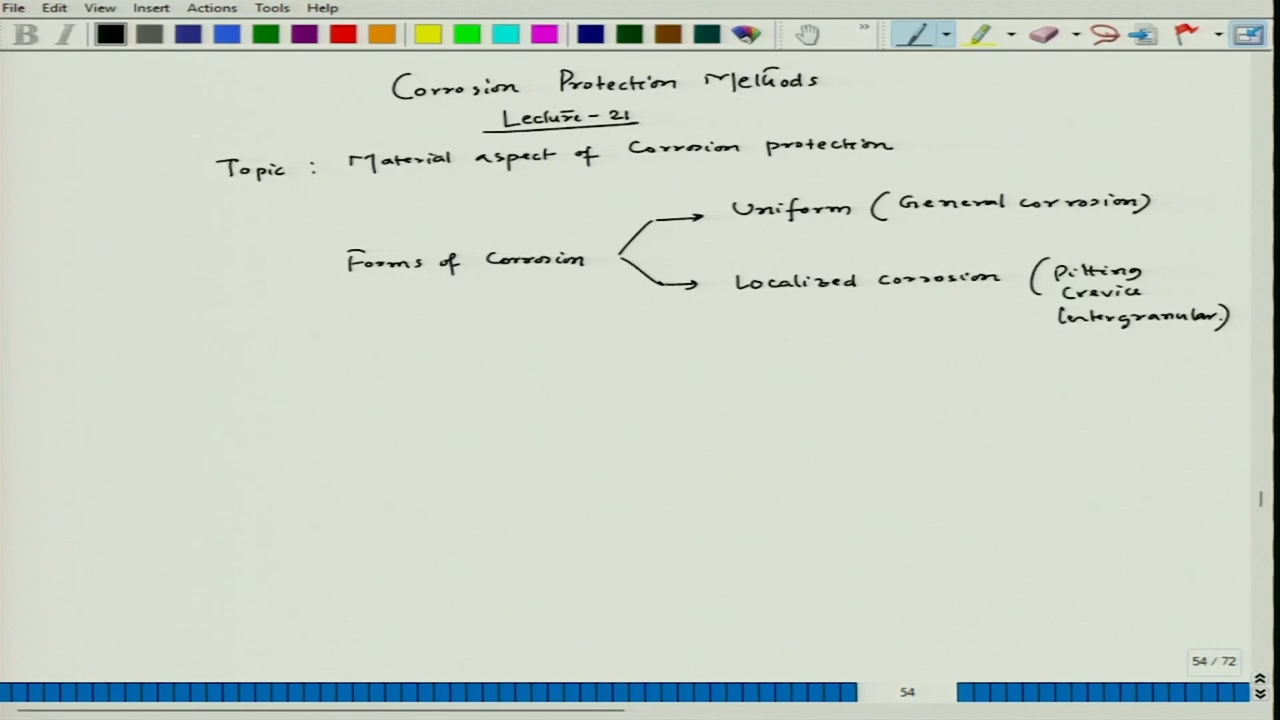 File Edit View Insert Actions Tools Help
B I
Corrosion Protection Methods
Lecture - 21
Topic : Material aspect of Corrosion protection
Uniform (General corrosion)
Forms of Corrosion
Localized corrosion (Pitting
Crevice
Intergranular.)
54 / 72
54